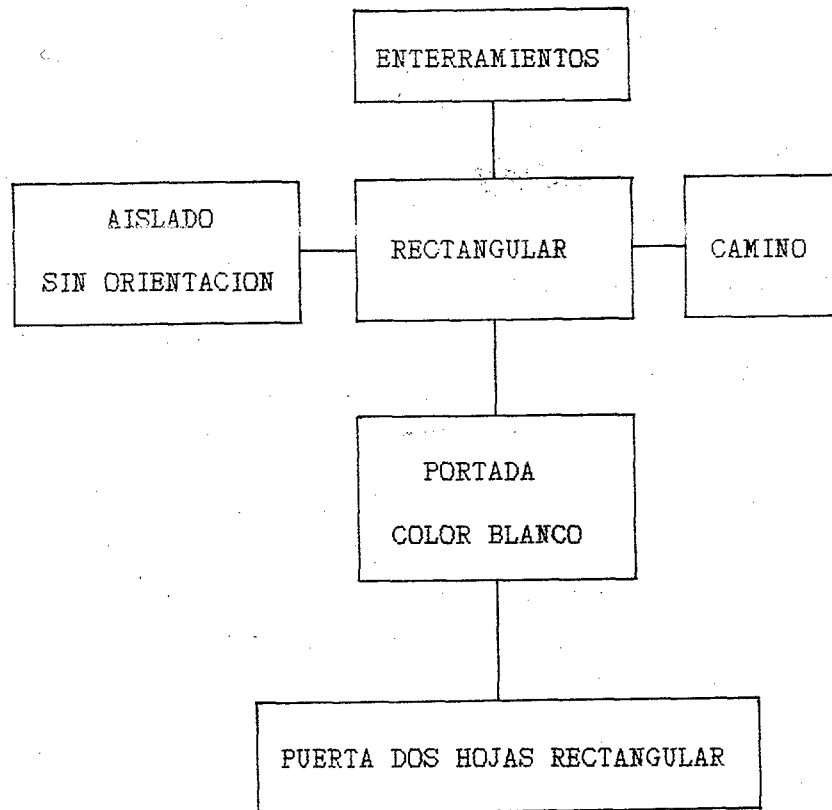 ENTERRAMIENTOS
AISLADO
SIN ORIENTACION
RECTANGULAR
CAMINO
PORTADA
COLOR BLANCO
PUERTA DOS HOJAS RECTANGULAR